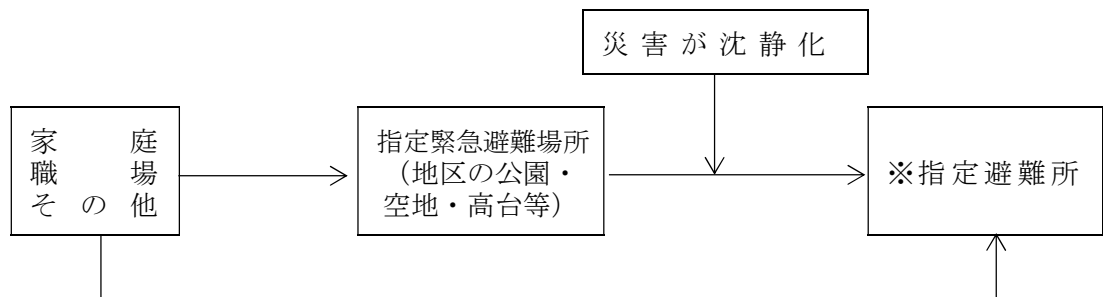 災害が沈静化
家庭
職場
その他
指定緊急避難場所
（地区の公園・
空地・高台等）
※指定避難所